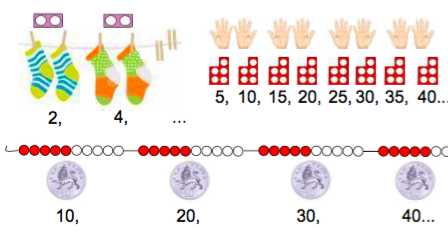 2, 4, ...
5, 10, 15, 20, 25, 30, 35, 40...
10, 20, 30, 40...